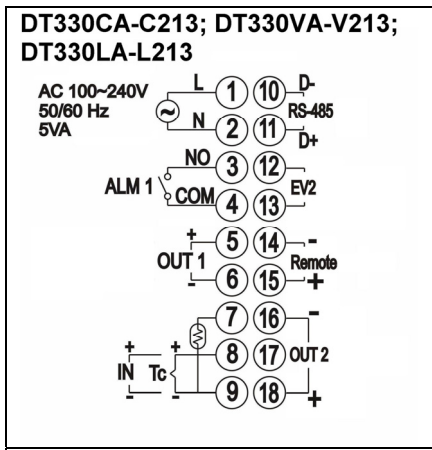 DT330CA-C213; DT330VA-V213;
DT330LA-L213
AC 100~240V
50/60 Hz
5VA
L 1 10 D-
RS-485
N 2 11 D+
NO 3 12
ALM 1 EV2
COM 4 13
+ 5 14 -
OUT 1 Remote
- 6 15 +
7 16 -
+ + 8 17 OUT 2
IN Tc
- - 9 18 +